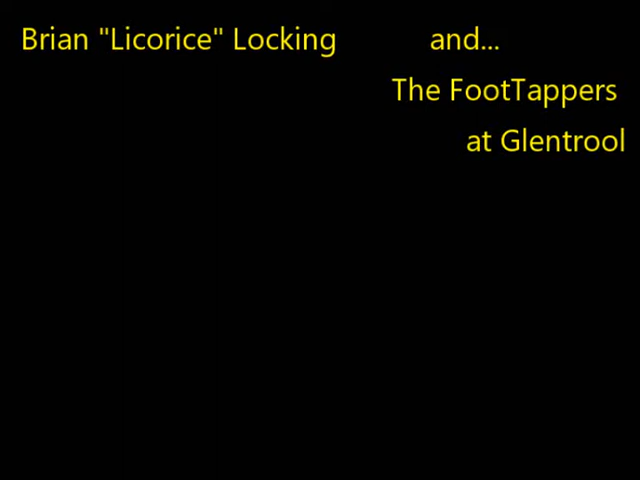 Brian "Licorice" Locking and...
The FootTappers
at Glentrool